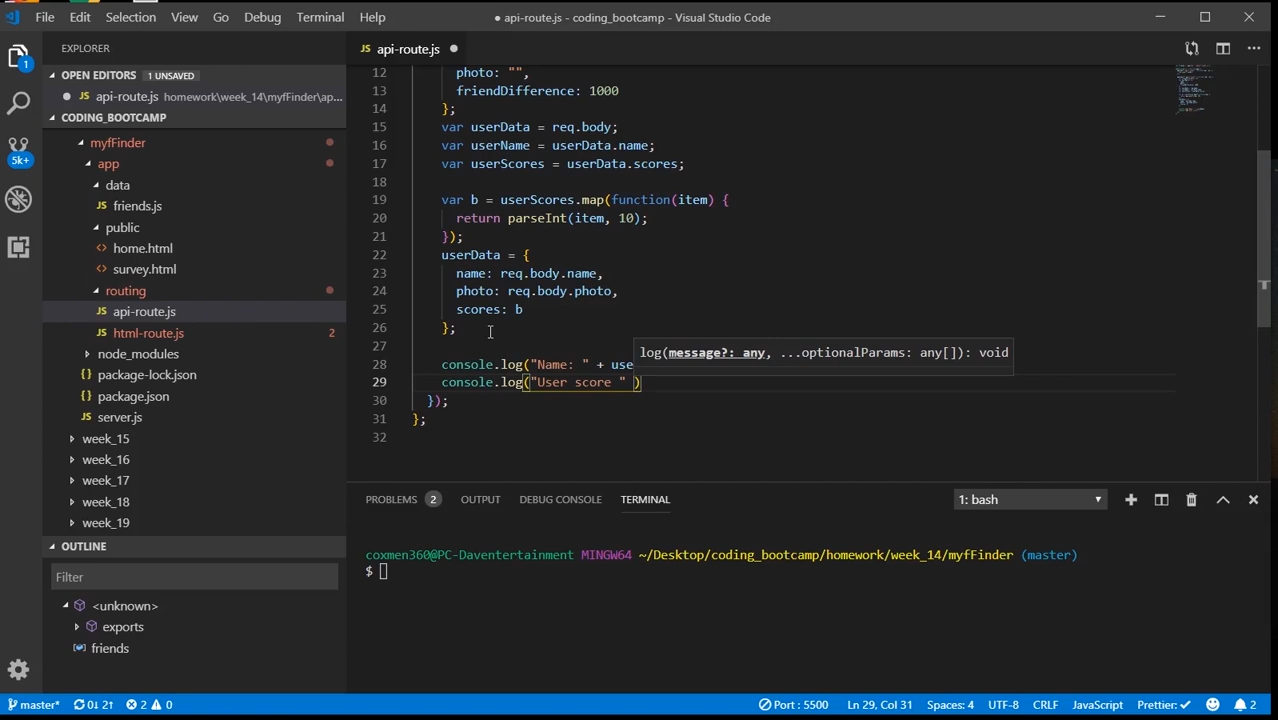 File Edit Selection View Go Debug Terminal Help
● api-route.js - coding_bootcamp - Visual Studio Code
EXPLORER
OPEN EDITORS 1 UNSAVED
● api-route.js homework\week_14\myfFinder\ap...
CODING_BOOTCAMP
myfFinder
app
data
JS friends.js
public
<> home.html
<> survey.html
routing
JS api-route.js
JS html-route.js 2
node_modules
{} package-lock.json
{} package.json
JS server.js
week_15
week_16
week_17
week_18
week_19
OUTLINE
Filter
<unknown>
exports
friends
1
5k+
JS api-route.js ●
12 photo: "",
13 friendDifference: 1000
14 };
15 var userData = req.body;
16 var userName = userData.name;
17 var userScores = userData.scores;
18
19 var b = userScores.map(function(item) {
20 return parseInt(item, 10);
21 });
22 userData = {
23 name: req.body.name,
24 photo: req.body.photo,
25 scores: b
26 };
27
log(message?: any, ...optionalParams: any[]): void
28 console.log("Name: " + use
29 console.log("User score " )
30 });
31 };
32
PROBLEMS 2 OUTPUT DEBUG CONSOLE TERMINAL 1: bash
coxmen360@PC-Daventertainment MINGW64 ~/Desktop/coding_bootcamp/homework/week_14/myfFinder (master)
$
master* 0↓ 2↑ 2 0 Port : 5500 Ln 29, Col 31 Spaces: 4 UTF-8 CRLF JavaScript Prettier: ✓ 2